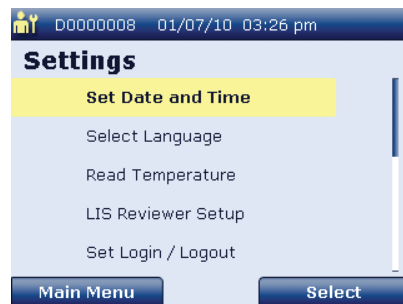 D0000008 01/07/10 03:26 pm
Settings
Set Date and Time
Select Language
Read Temperature
LIS Reviewer Setup
Set Login / Logout
Main Menu Select